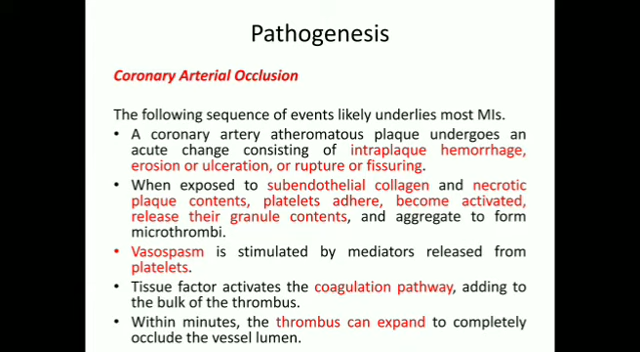 Pathogenesis
Coronary Arterial Occlusion
The following sequence of events likely underlies most MIs.
• A coronary artery atheromatous plaque undergoes an
acute change consisting of intraplaque hemorrhage,
erosion or ulceration, or rupture or fissuring.
• When exposed to subendothelial collagen and necrotic
plaque contents, platelets adhere, become activated,
release their granule contents, and aggregate to form
microthrombi.
• Vasospasm is stimulated by mediators released from
platelets.
• Tissue factor activates the coagulation pathway, adding to
the bulk of the thrombus.
• Within minutes, the thrombus can expand to completely
occlude the vessel lumen.